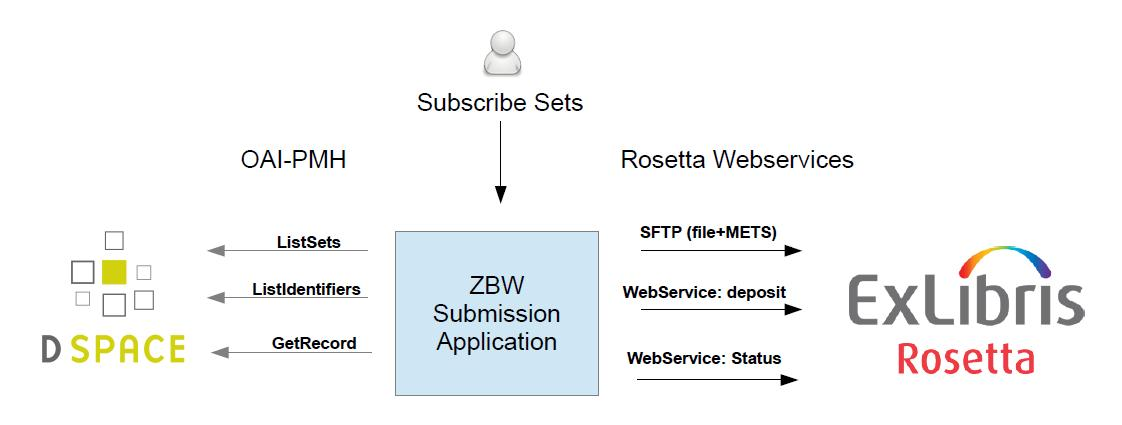 Subscribe Sets
OAI-PMH
Rosetta Webservices
ListSets
ListIdentifiers
GetRecord
D SPACE
ZBW
Submission
Application
SFTP (file+METS)
WebService: deposit
WebService: Status
ExLibris
Rosetta